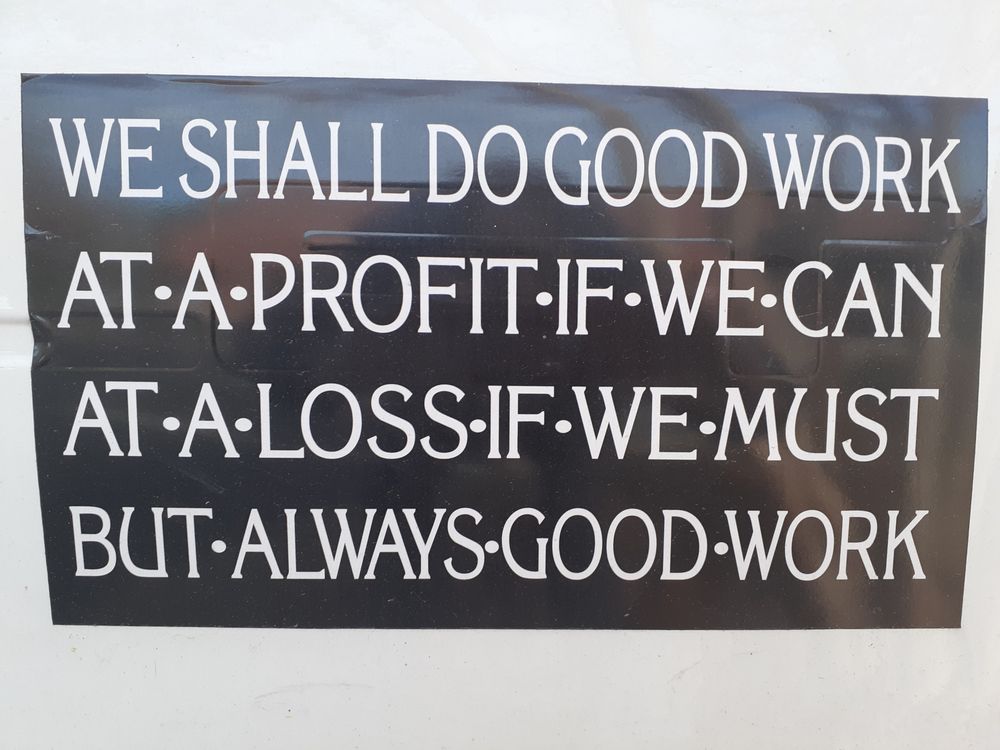 WE SHALL DO GOOD WORK
AT·A·PROFIT·IF·WE·CAN
AT·A·LOSS·IF·WE·MUST
BUT·ALWAYS·GOOD·WORK